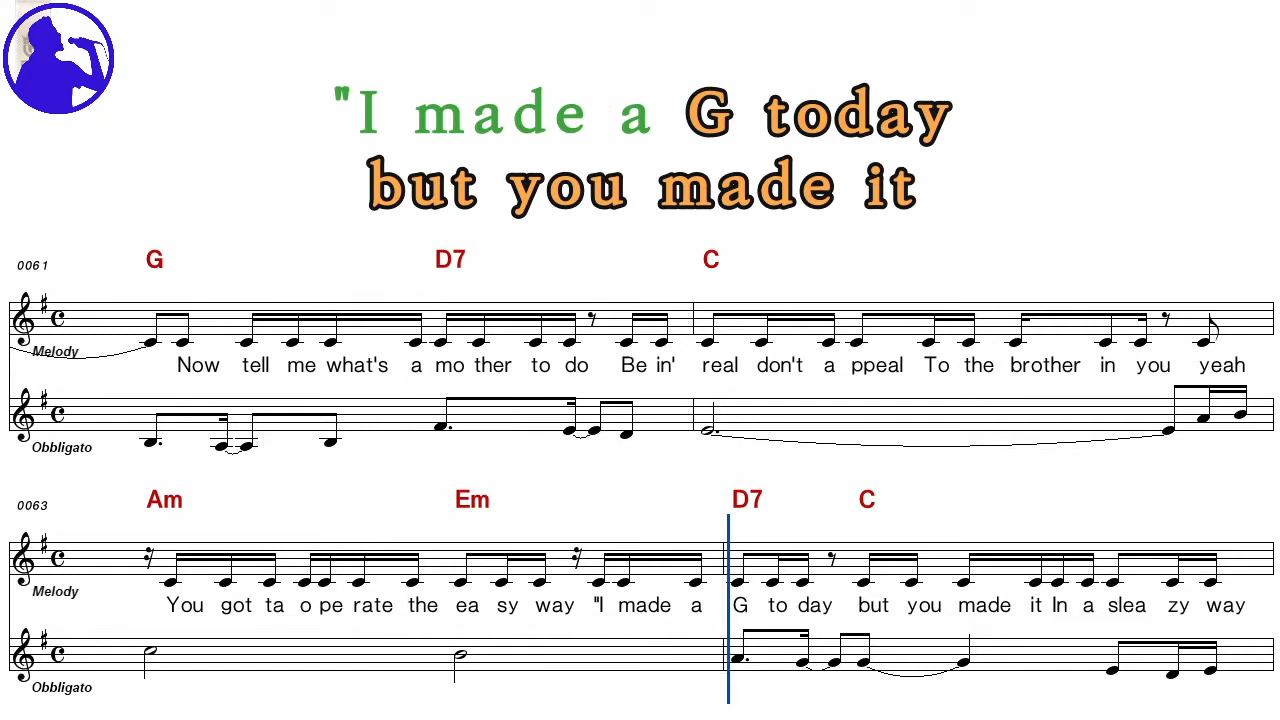 "I made a G today
but you made it
0061
G D7 C
Melody
Now tell me what's a mo ther to do Be in' real don't a ppeal To the brother in you yeah
Obbligato
0063
Am Em D7 C
Melody
You got ta o pe rate the ea sy way "I made a G to day but you made it In a slea zy way
Obbligato